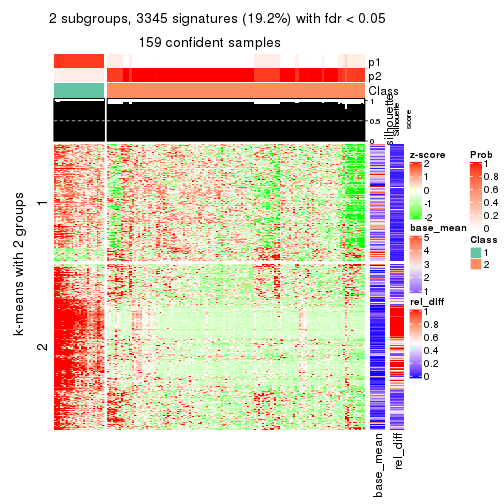 2 subgroups, 3345 signatures (19.2%) with fdr < 0.05
159 confident samples
p1
p2
Class
1
0.5
0
silhouette
Silhouette
score
k-means with 2 groups
1
2
z-score
2
1
0
-1
-2
base_mean
5
4
3
2
1
rel_diff
1
0.8
0.6
0.4
0.2
0
Prob
1
0.8
0.6
0.4
0.2
0
Class
1
2
base_mean
rel_diff